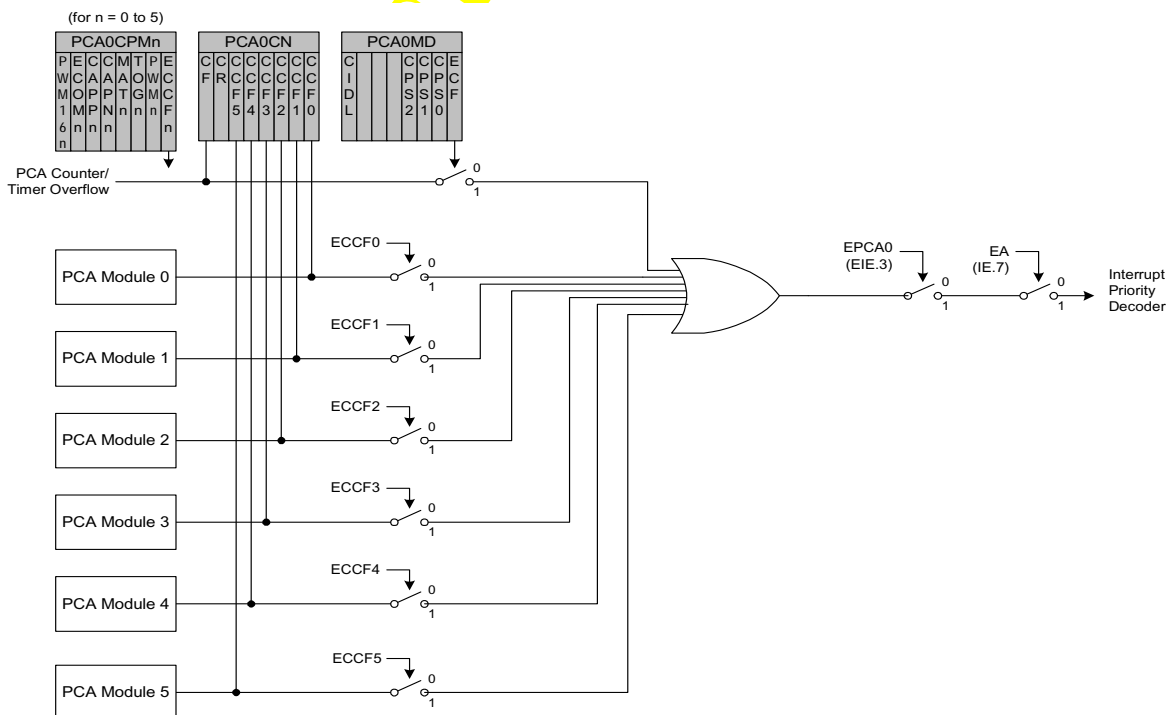 (for n = 0 to 5)
PCA0CPMn
PWM16n
ECOMn
CAPPn
CAPNn
MATn
TOGn
PWMn
ECCFn
PCA0CN
CF
CR
CCF5
CCF4
CCF3
CCF2
CCF1
CCF0
PCA0MD
CIDL
CPS2
CPS1
CPS0
ECF
PCA Counter/
Timer Overflow
0
1
PCA Module 0
ECCF0
0
1
EPCA0
(EIE.3)
0
1
EA
(IE.7)
0
1
Interrupt
Priority
Decoder
PCA Module 1
ECCF1
0
1
PCA Module 2
ECCF2
0
1
PCA Module 3
ECCF3
0
1
PCA Module 4
ECCF4
0
1
PCA Module 5
ECCF5
0
1